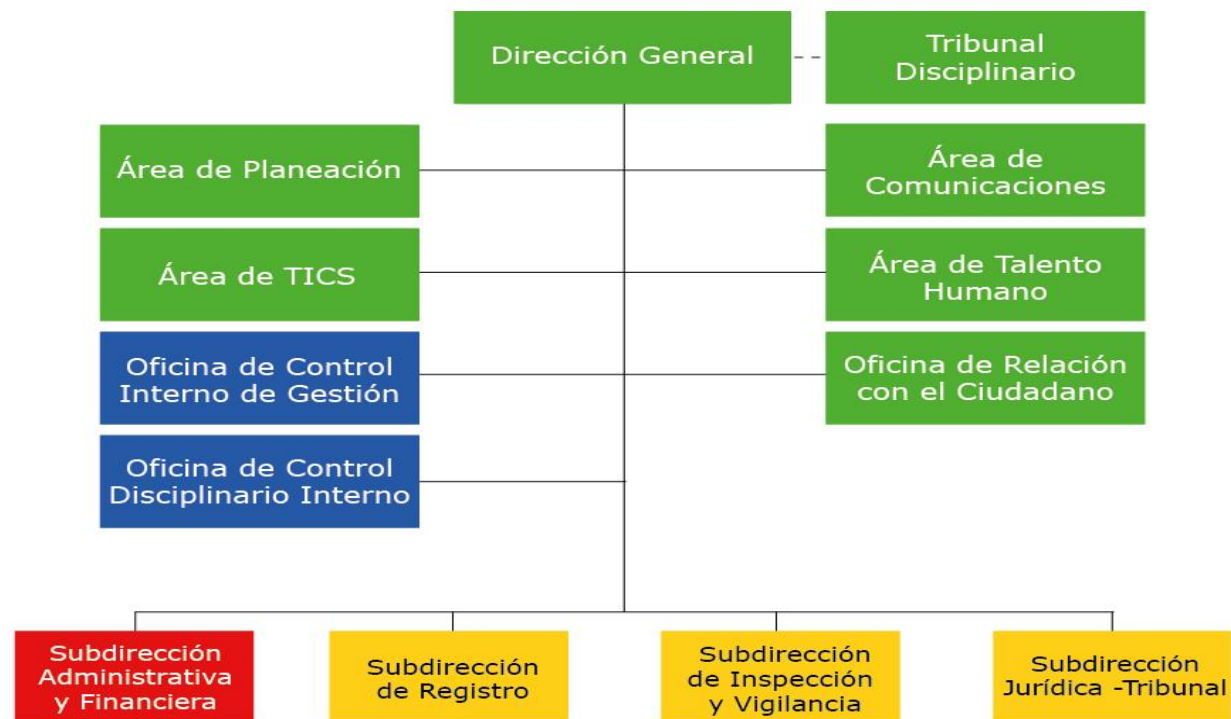 Dirección General
Tribunal
Disciplinario
Área de Planeación
Área de
Comunicaciones
Área de TICS
Área de Talento
Humano
Oficina de Control
Interno de Gestión
Oficina de Relación
con el Ciudadano
Oficina de Control
Disciplinario Interno
Subdirección
Administrativa
y Financiera
Subdirección
de Registro
Subdirección
de Inspección
y Vigilancia
Subdirección
Jurídica -Tribunal